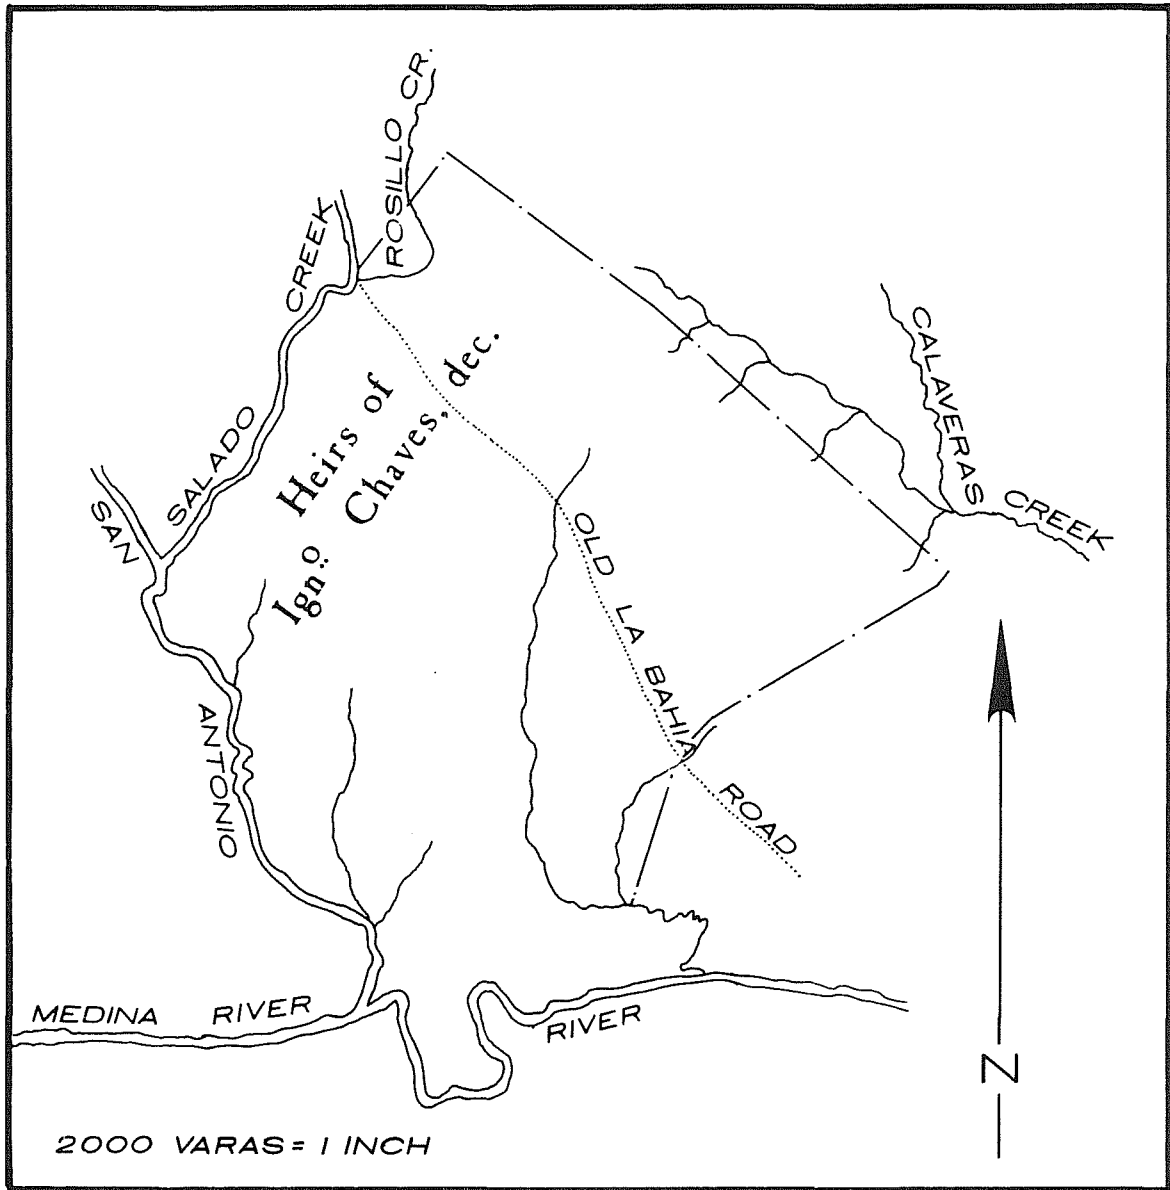 ROSILLO CR.
SALADO CREEK
CALAVERAS CREEK
Heirs of
Ign.º Chaves, dec.
OLD LA BAHIA ROAD
SAN ANTONIO
RIVER
MEDINA RIVER
N
2000 VARAS = 1 INCH